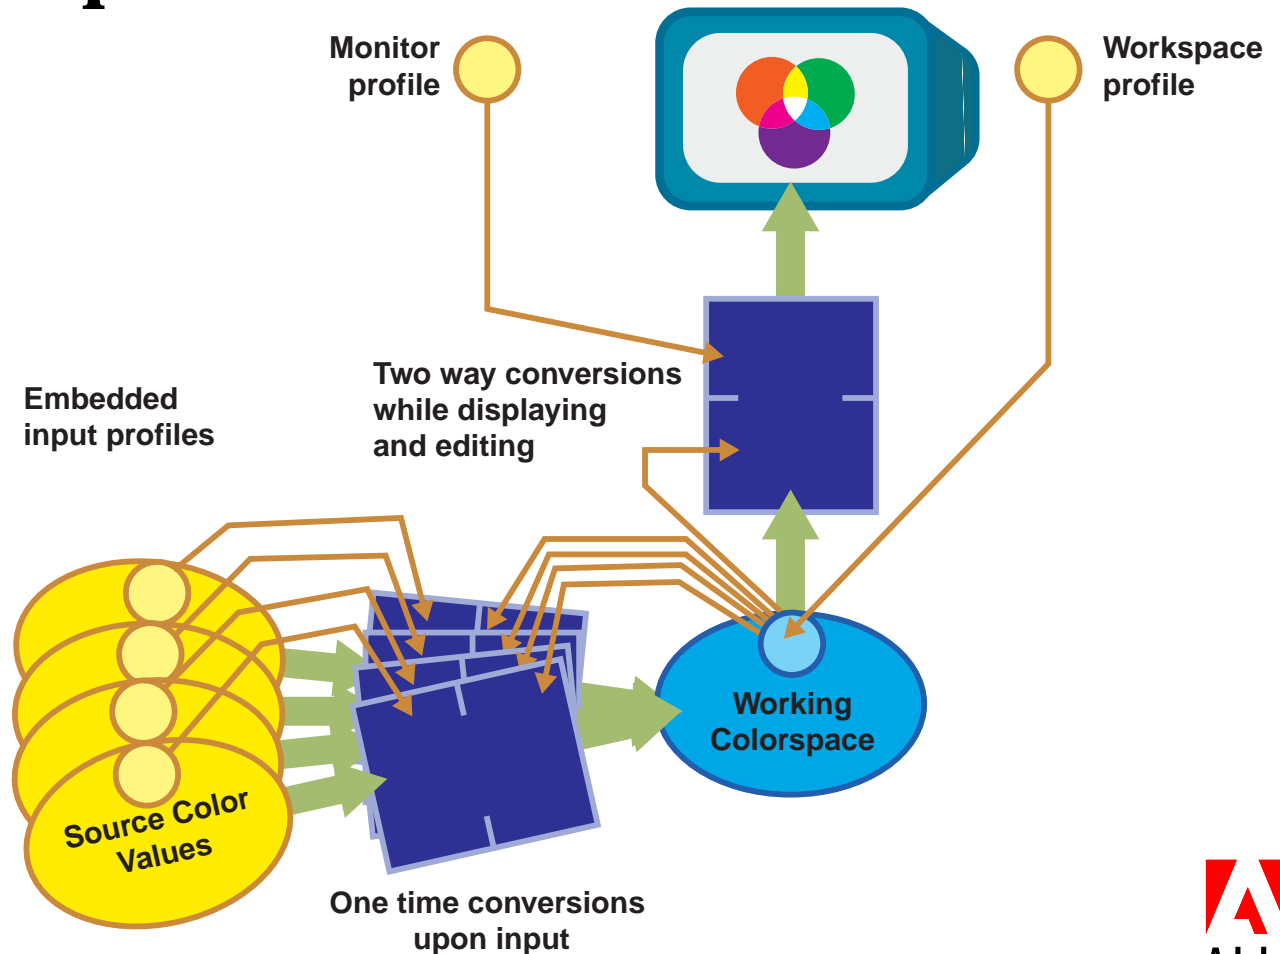 Monitor
profile
Workspace
profile
Two way conversions
while displaying
and editing
Embedded
input profiles
Working
Colorspace
Source Color
Values
One time conversions
upon input